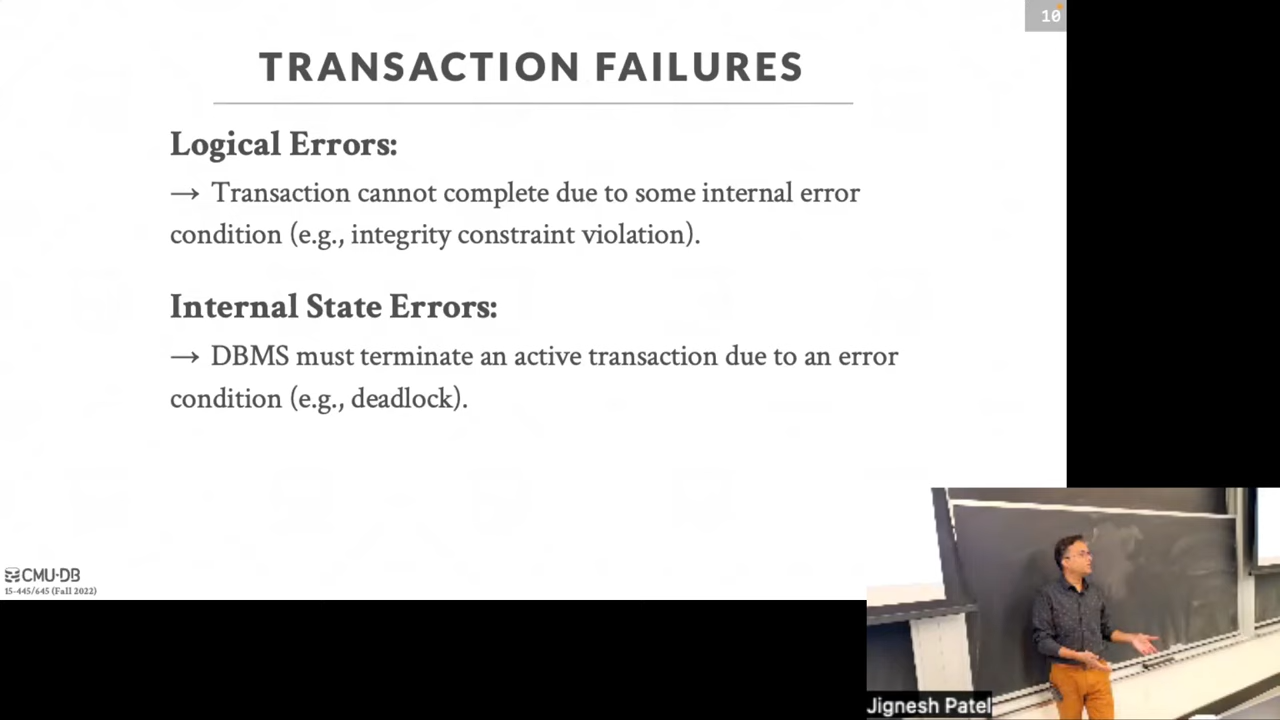 10
TRANSACTION FAILURES
Logical Errors:
→ Transaction cannot complete due to some internal error
condition (e.g., integrity constraint violation).
Internal State Errors:
→ DBMS must terminate an active transaction due to an error
condition (e.g., deadlock).
CMU·DB
15-445/645 (Fall 2022)
Jignesh Patel